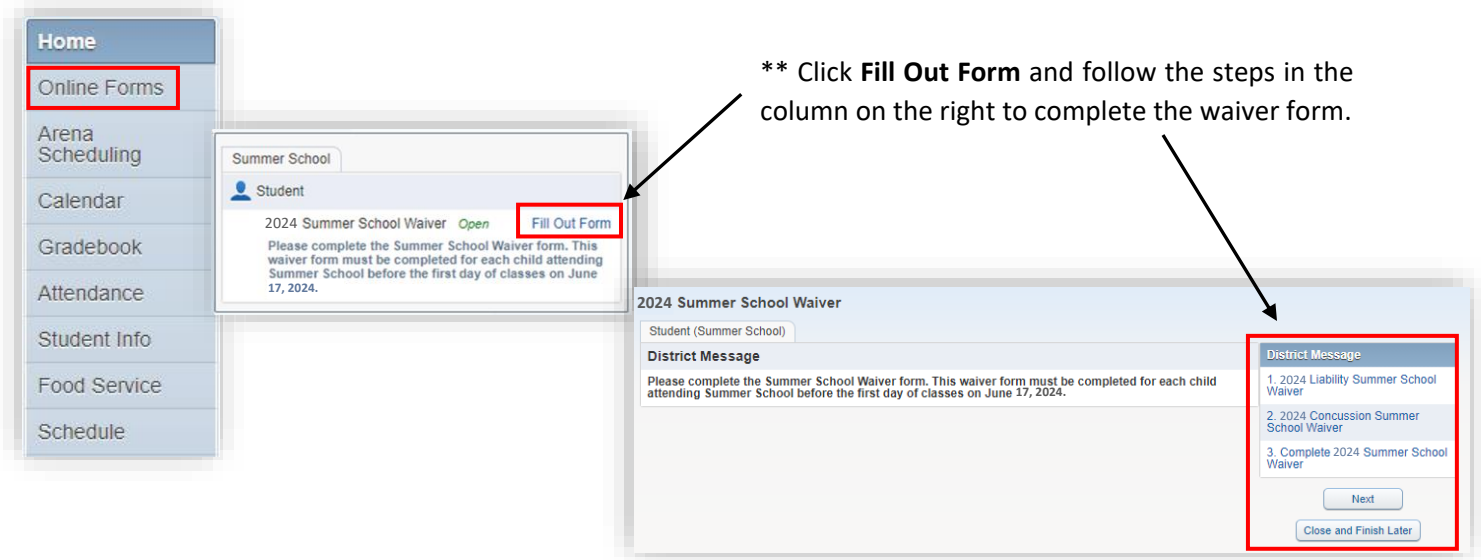 Home
Online Forms
Arena
Scheduling
Calendar
Gradebook
Attendance
Student Info
Food Service
Schedule
Summer School
Student
2024 Summer School Waiver Open Fill Out Form
Please complete the Summer School Waiver form. This
waiver form must be completed for each child attending
Summer School before the first day of classes on June
17, 2024.
** Click Fill Out Form and follow the steps in the
column on the right to complete the waiver form.
2024 Summer School Waiver
Student (Summer School)
District Message
Please complete the Summer School Waiver form. This waiver form must be completed for each child
attending Summer School before the first day of classes on June 17, 2024.
District Message
1. 2024 Liability Summer School
Waiver
2. 2024 Concussion Summer
School Waiver
3. Complete 2024 Summer School
Waiver
Next
Close and Finish Later